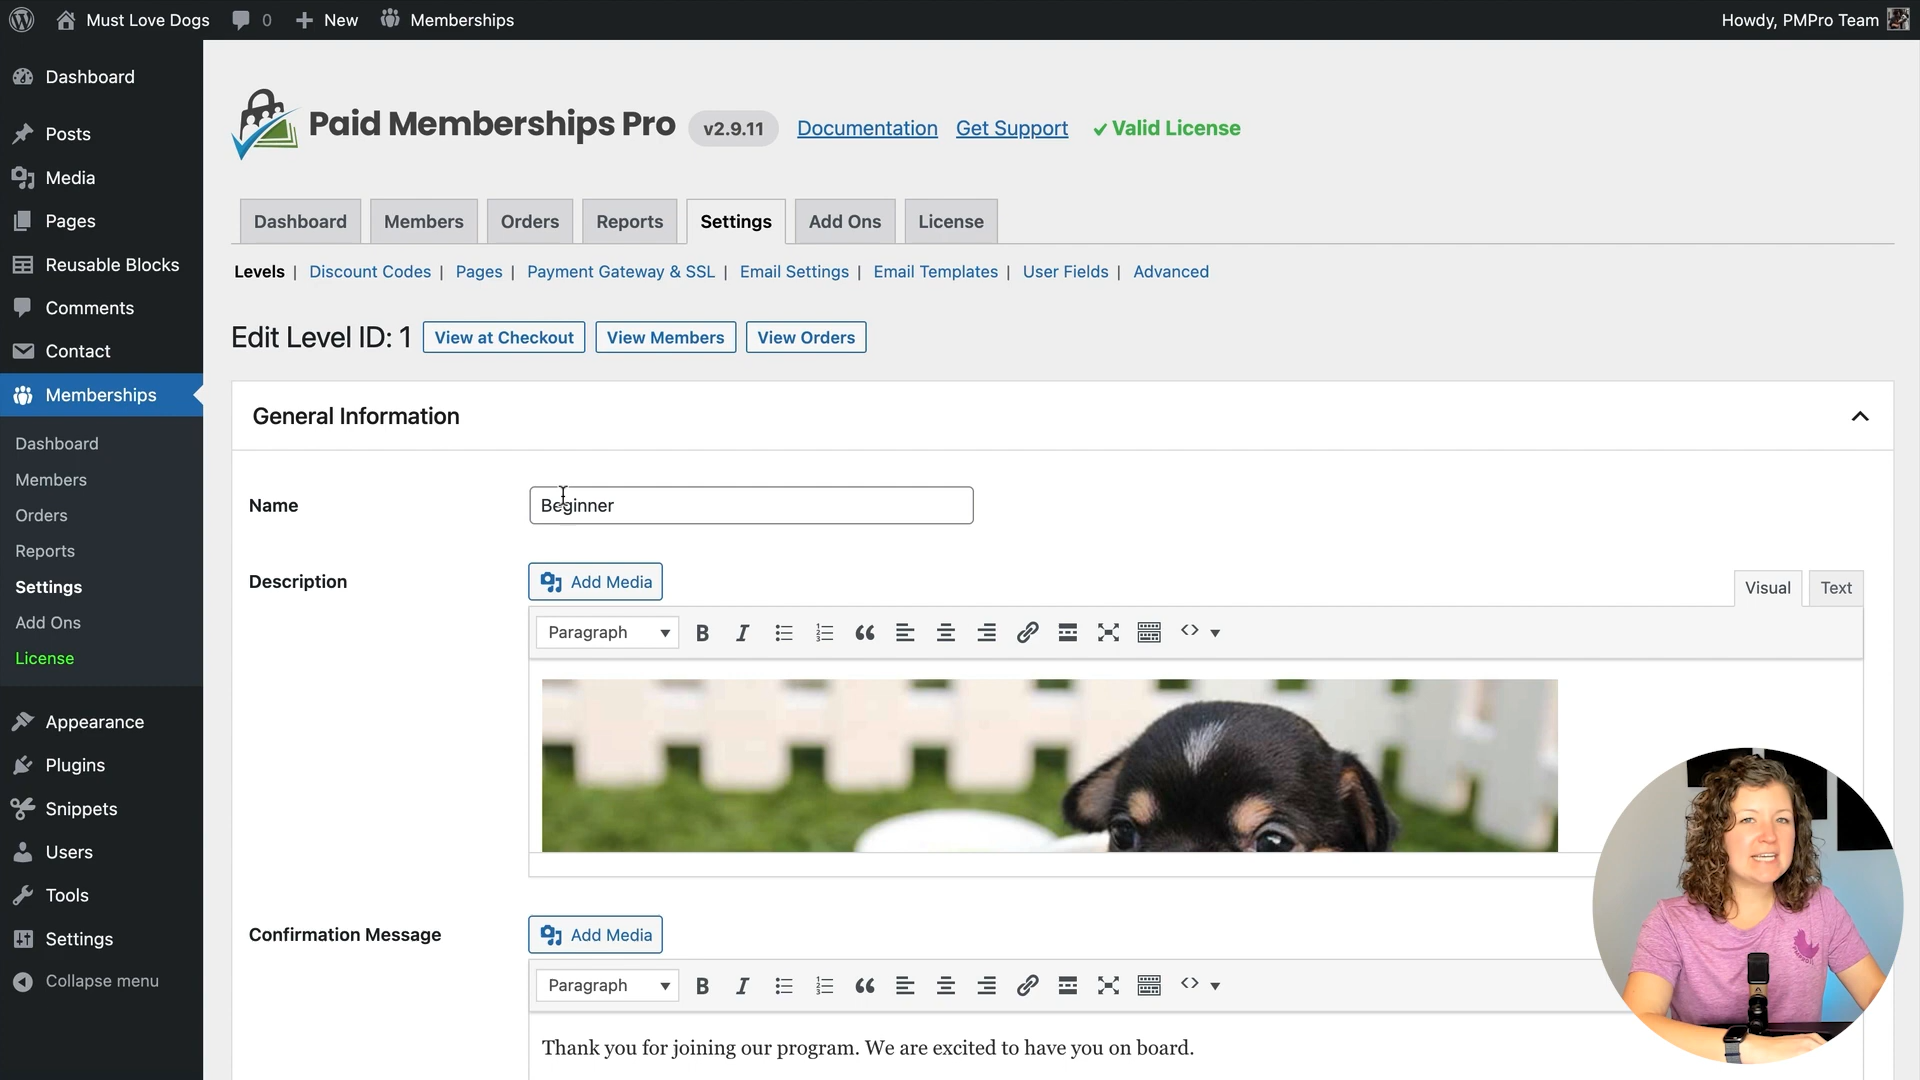 Must Love Dogs 0 New Memberships Howdy, PMPro Team
Dashboard
Posts
Media
Pages
Reusable Blocks
Comments
Contact
Memberships
Dashboard
Members
Orders
Reports
Settings
Add Ons
License
Appearance
Plugins
Snippets
Users
Tools
Settings
Collapse menu
Paid Memberships Pro v2.9.11 Documentation Get Support Valid License
Dashboard Members Orders Reports Settings Add Ons License
Levels | Discount Codes | Pages | Payment Gateway & SSL | Email Settings | Email Templates | User Fields | Advanced
Edit Level ID: 1 View at Checkout View Members View Orders
General Information
Name Beginner
Description Add Media Visual Text
Paragraph B I
Confirmation Message Add Media
Paragraph B I
Thank you for joining our program. We are excited to have you on board.